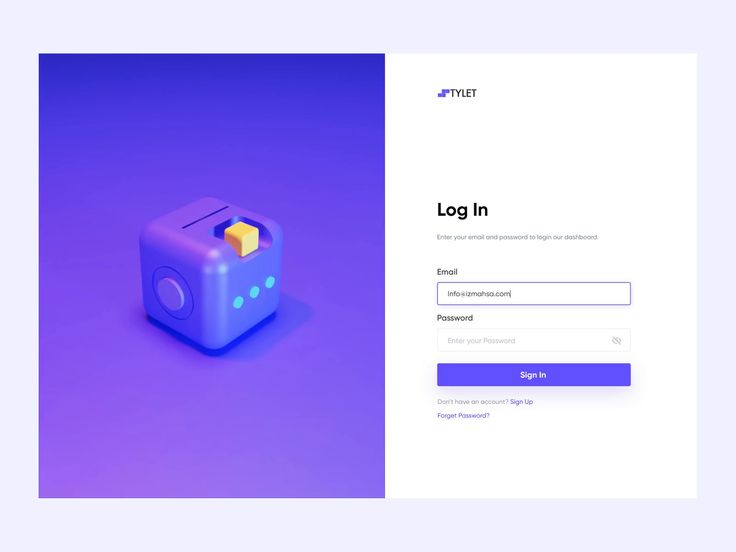 TYLET
Log In
Enter your email and password to login our dashboard.
Email
Info@izmahsa.com
Password
Enter your Password
Sign In
Don't have an account? Sign Up
Forget Password?